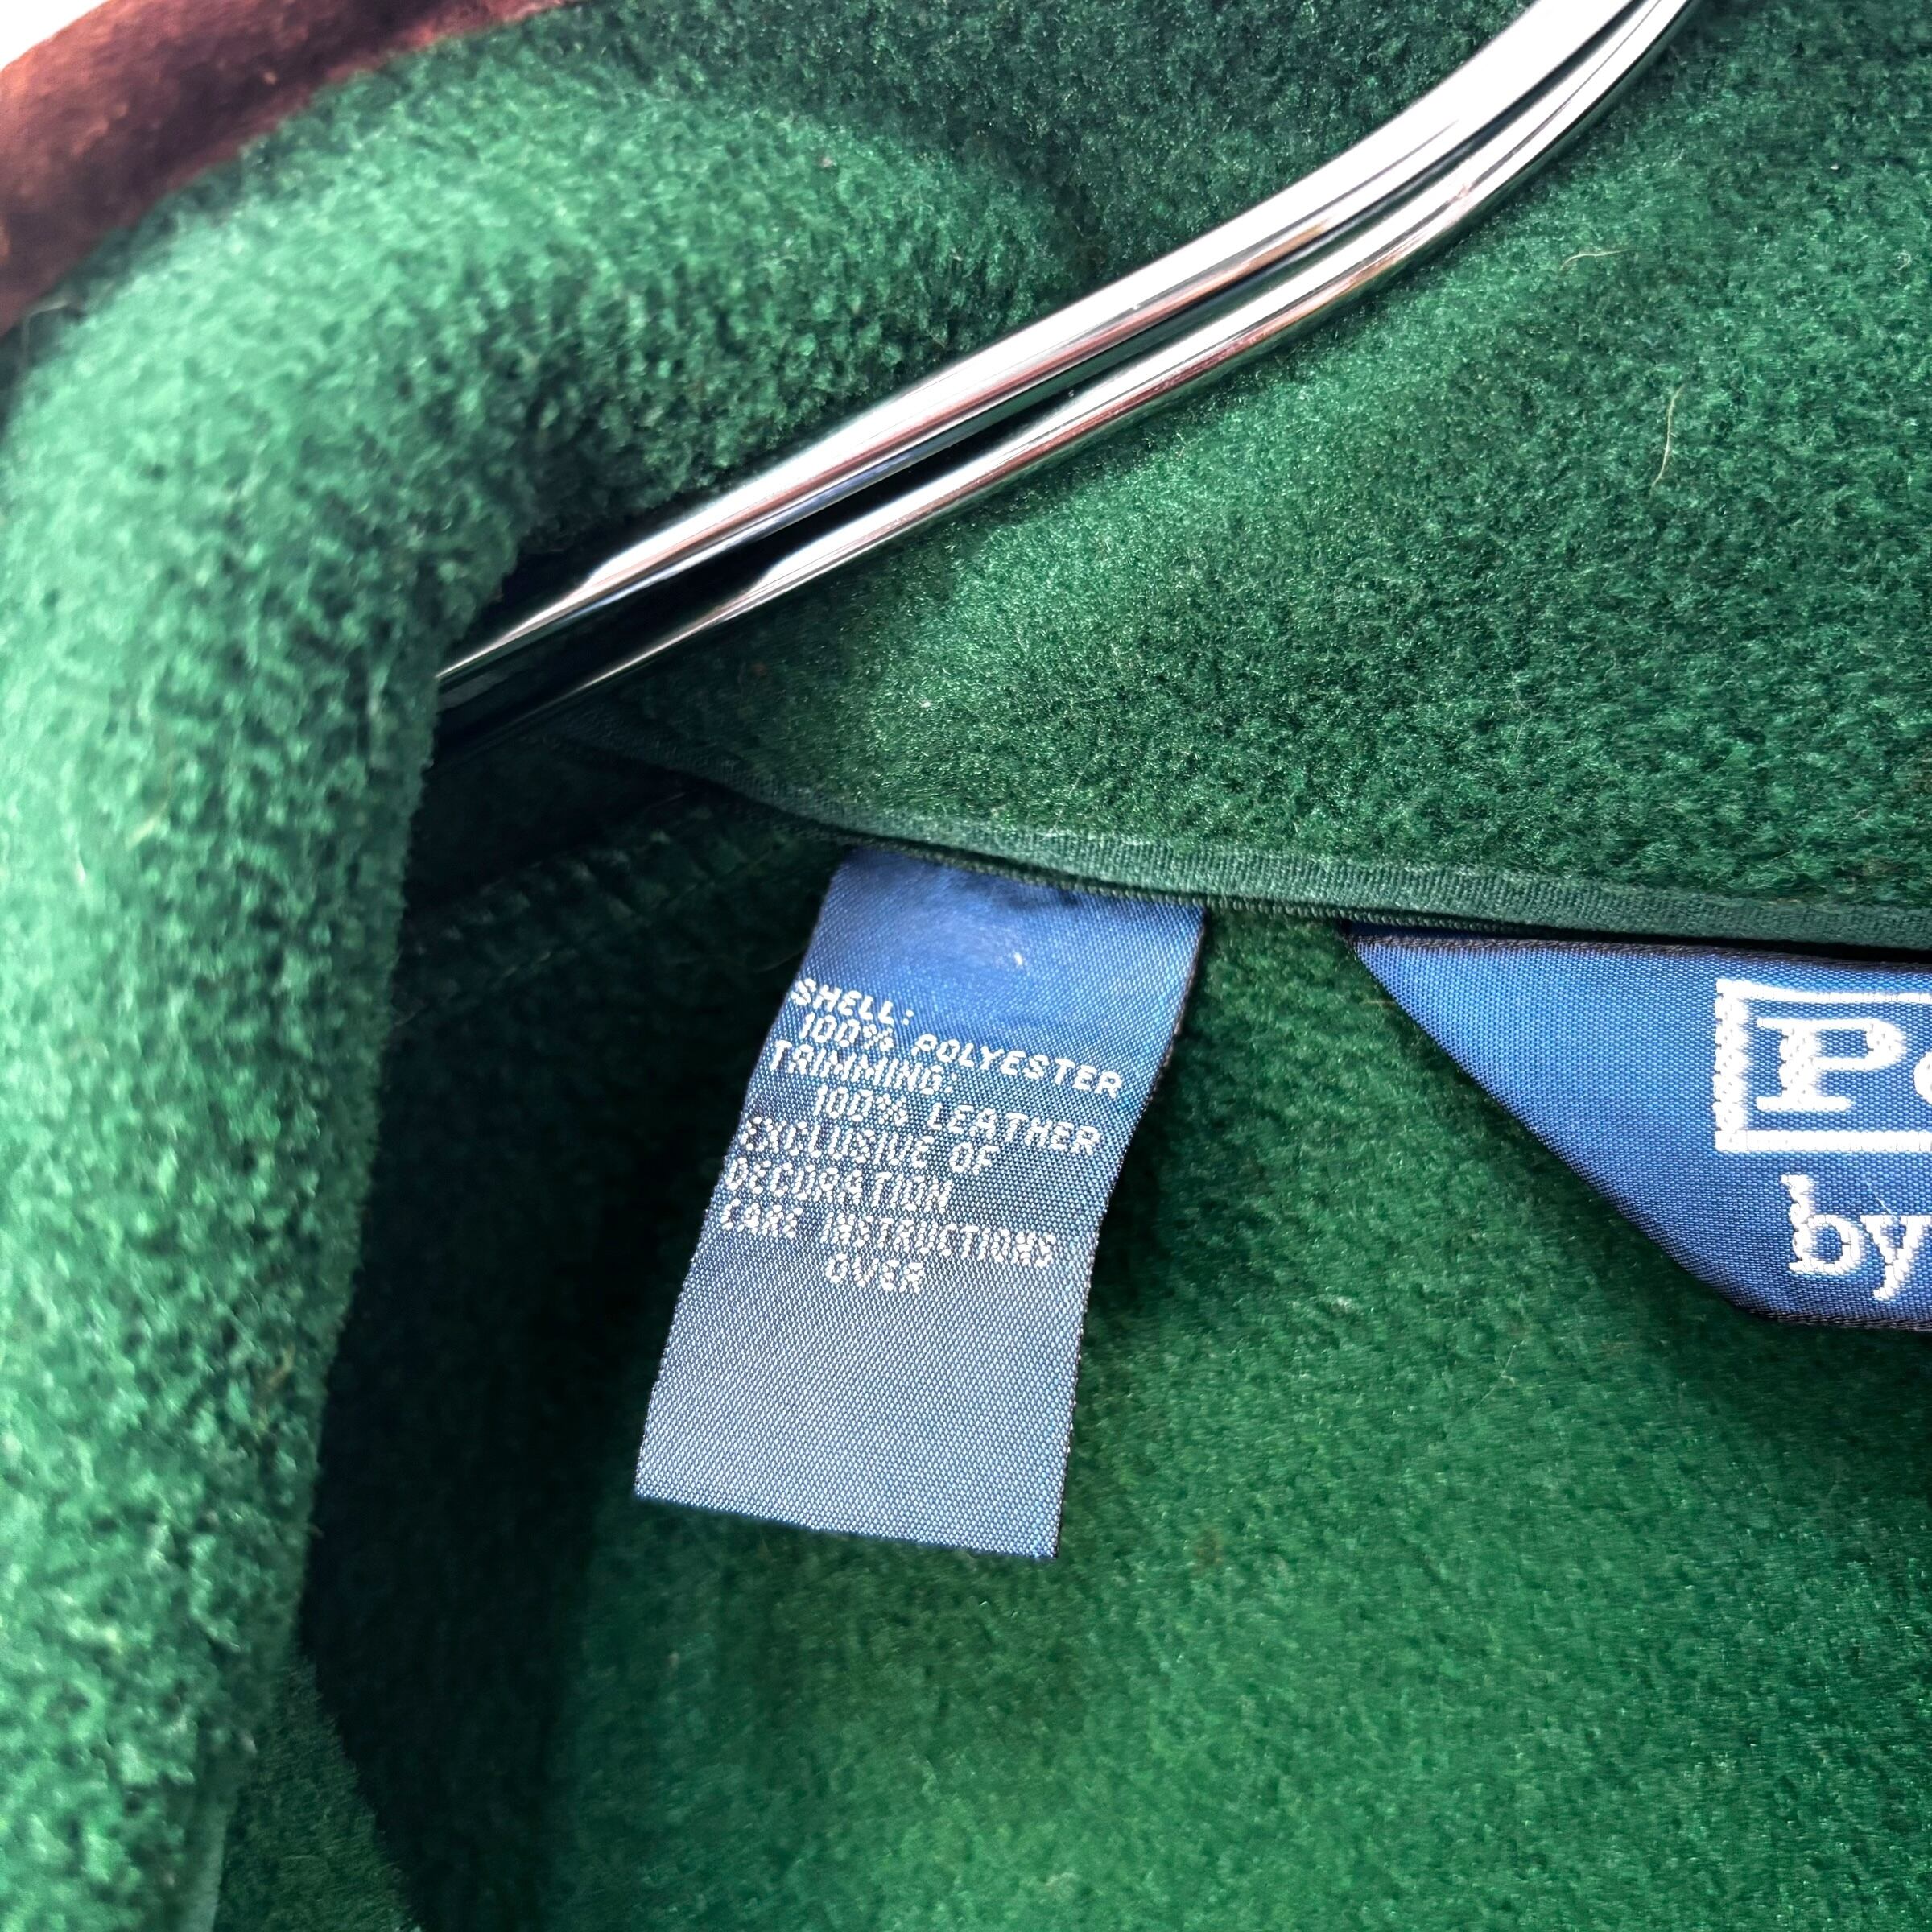 SHELL:
100% POLYESTER
TRIMMING:
100% LEATHER
EXCLUSIVE OF
DECORATION
CARE INSTRUCTIONS
OVER
Po
by